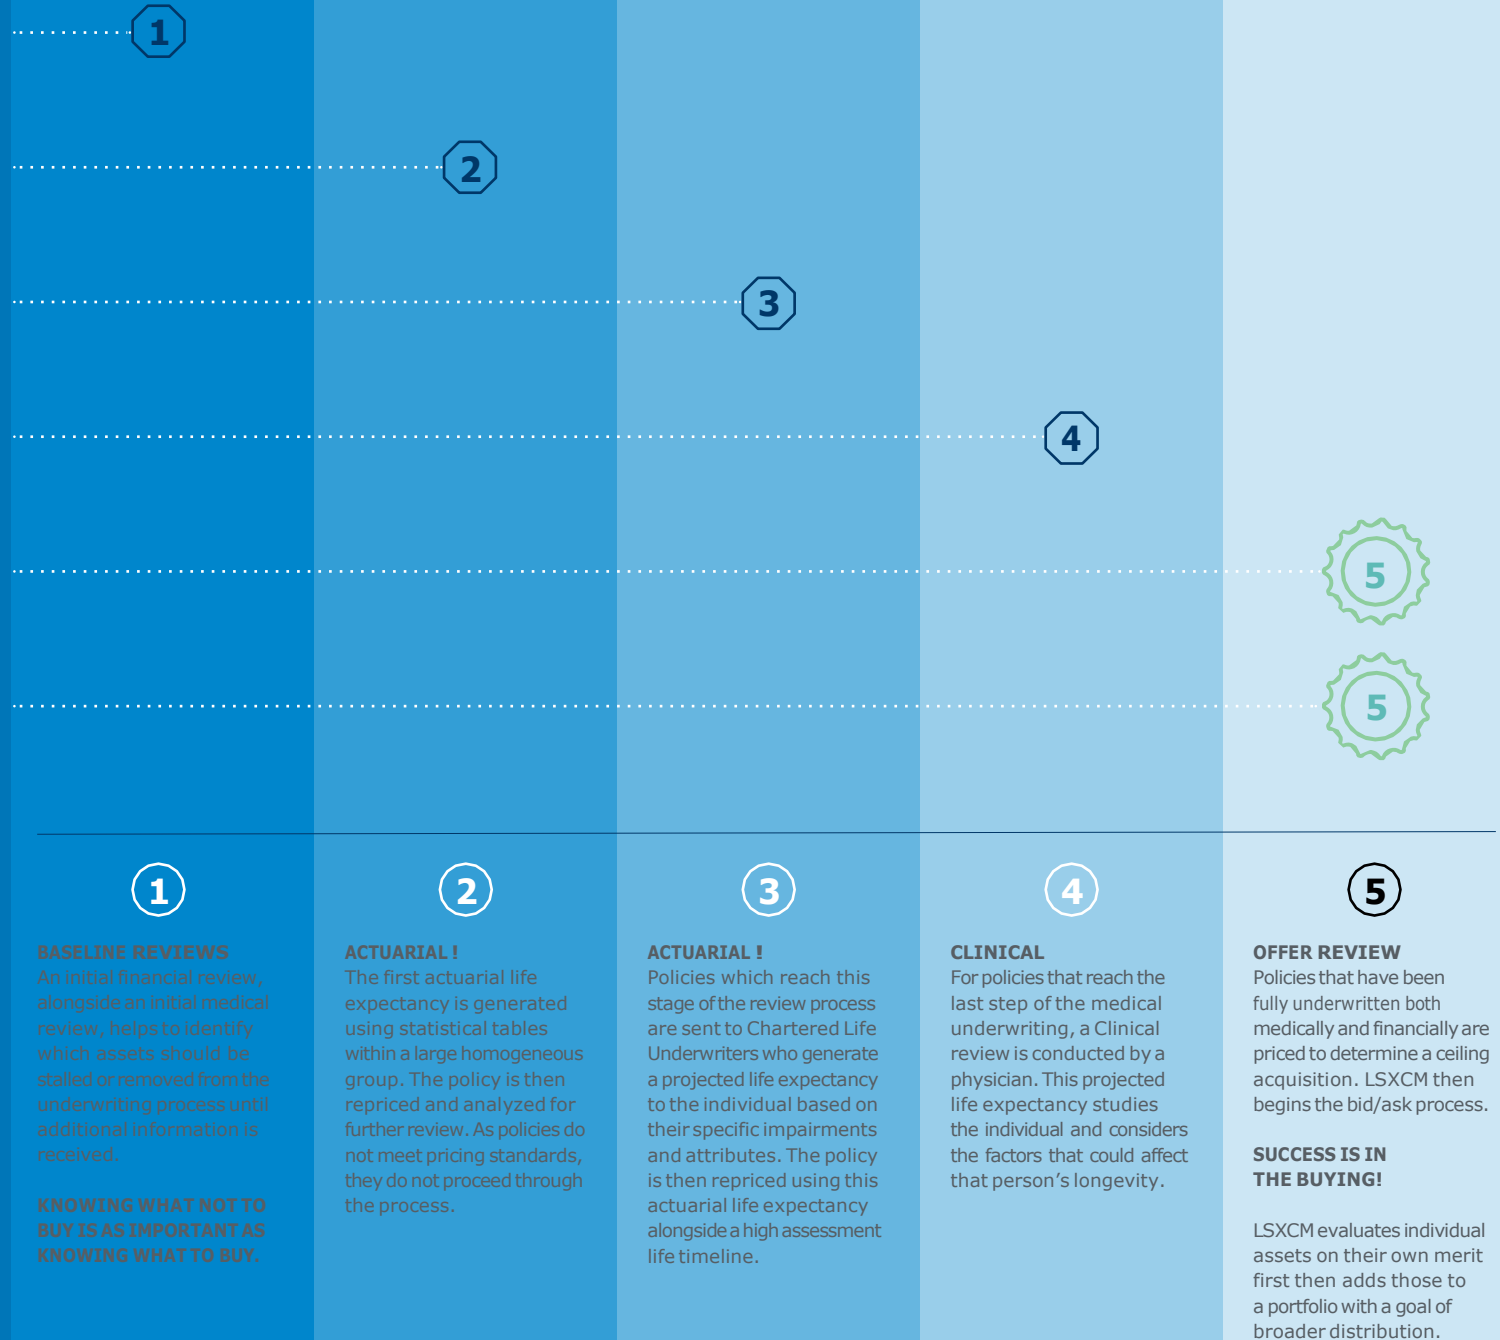 1
2
3
4
5
5
1
BASELINE REVIEWS
An initial financial review,
alongside an initial medical
review, helps to identify
which assets should be
stalled or removed from the
underwriting process until
additional information is
received.
KNOWING WHAT NOT TO
BUY IS AS IMPORTANT AS
KNOWING WHAT TO BUY.
2
ACTUARIAL !
The first actuarial life
expectancy is generated
using statistical tables
within a large homogeneous
group. The policy is then
repriced and analyzed for
further review. As policies do
not meet pricing standards,
they do not proceed through
the process.
3
ACTUARIAL !
Policies which reach this
stage of the review process
are sent to Chartered Life
Underwriters who generate
a projected life expectancy
to the individual based on
their specific impairments
and attributes. The policy
is then repriced using this
actuarial life expectancy
alongside a high assessment
life timeline.
4
CLINICAL
For policies that reach the
last step of the medical
underwriting, a Clinical
review is conducted by a
physician. This projected
life expectancy studies
the individual and considers
the factors that could affect
that person’s longevity.
5
OFFER REVIEW
Policies that have been
fully underwritten both
medically and financially are
priced to determine a ceiling
acquisition. LSXCM then
begins the bid/ask process.
SUCCESS IS IN
THE BUYING!
LSXCM evaluates individual
assets on their own merit
first then adds those to
a portfolio with a goal of
broader distribution.